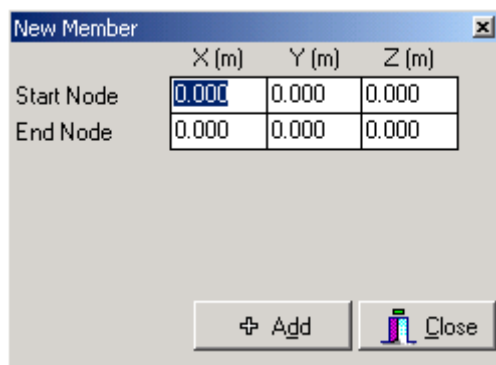 New Member
X (m) Y (m) Z (m)
Start Node 0.000 0.000 0.000
End Node 0.000 0.000 0.000
Add Close